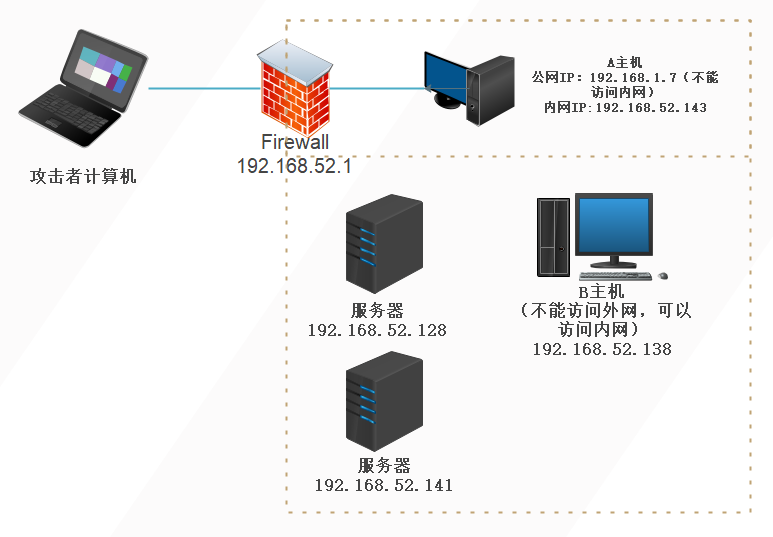 A主机
公网IP：192.168.1.7（不能
访问内网）
内网IP:192.168.52.143
Firewall
192.168.52.1
攻击者计算机
服务器
192.168.52.128
B主机
（不能访问外网，可以
访问内网）
192.168.52.138
服务器
192.168.52.141